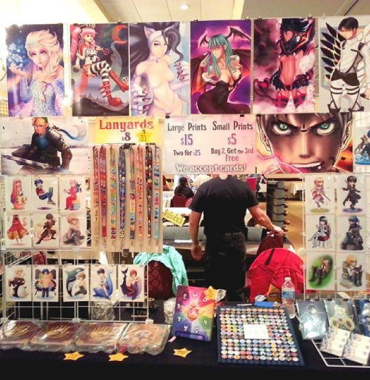 Lanyards
$8
Large Prints
$15
Two for $25
Small Prints
$5
Buy 2, Get the 3rd
Free
We accept cards!